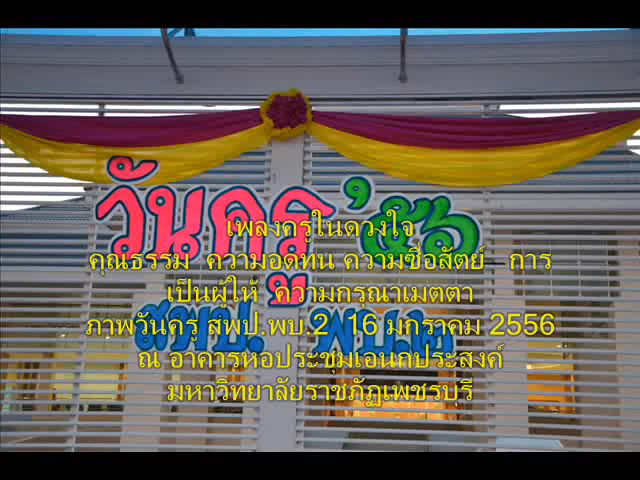 วันครู '๕๖
สพป. พบ.๒
เพลงครูในดวงใจ
คุณธรรม ความอดทน ความซื่อสัตย์ การ
เป็นผู้ให้ ความกรุณาเมตตา
ภาพวันครู สพป.พบ.2 16 มกราคม 2556
ณ อาคารหอประชุมเอนกประสงค์
มหาวิทยาลัยราชภัฏเพชรบุรี